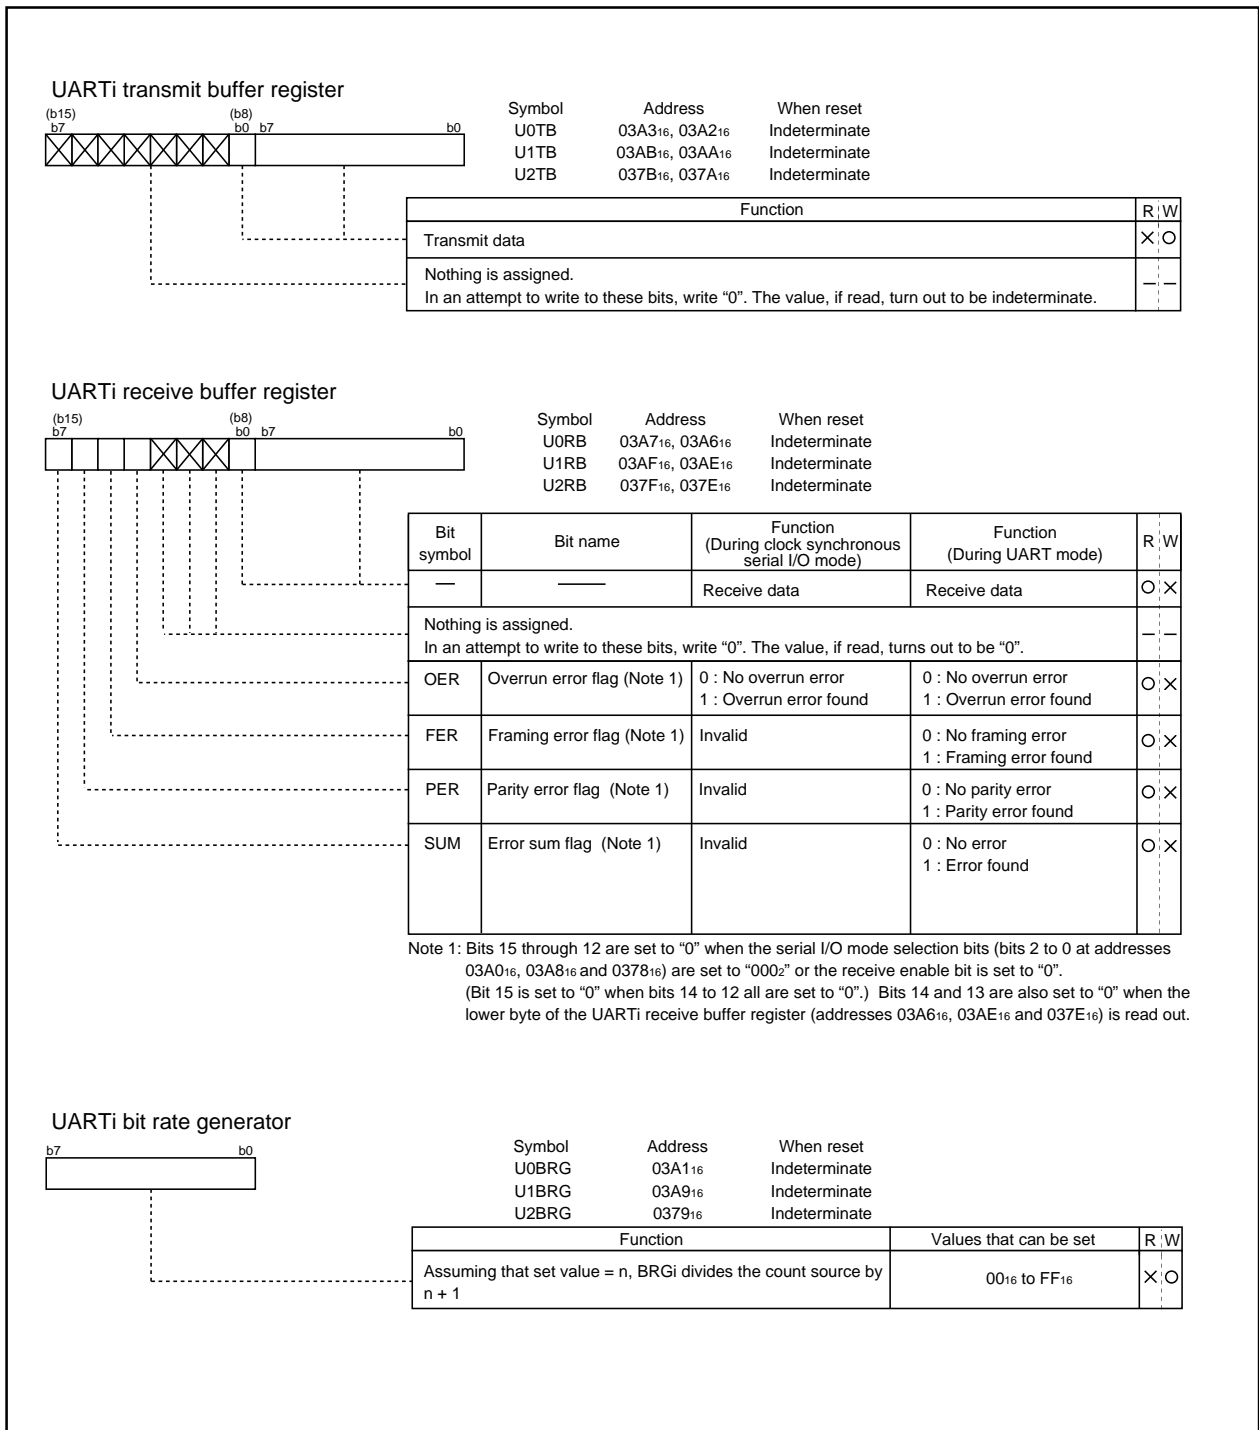 UARTi transmit buffer register
(b15) (b8)
b7 b0 b7 b0
Symbol Address When reset
U0TB 03A316, 03A216 Indeterminate
U1TB 03AB16, 03AA16 Indeterminate
U2TB 037B16, 037A16 Indeterminate
Function R W
Transmit data X O
Nothing is assigned.
In an attempt to write to these bits, write “0”. The value, if read, turn out to be indeterminate. — —
UARTi receive buffer register
(b15) (b8)
b7 b0 b7 b0
Symbol Address When reset
U0RB 03A716, 03A616 Indeterminate
U1RB 03AF16, 03AE16 Indeterminate
U2RB 037F16, 037E16 Indeterminate
Bit symbol Bit name Function (During clock synchronous serial I/O mode) Function (During UART mode) R W
— — Receive data Receive data O X
Nothing is assigned.
In an attempt to write to these bits, write “0”. The value, if read, turns out to be “0”. — —
OER Overrun error flag (Note 1) 0 : No overrun error 0 : No overrun error O X
1 : Overrun error found 1 : Overrun error found
FER Framing error flag (Note 1) Invalid 0 : No framing error O X
1 : Framing error found
PER Parity error flag (Note 1) Invalid 0 : No parity error O X
1 : Parity error found
SUM Error sum flag (Note 1) Invalid 0 : No error O X
1 : Error found
Note 1: Bits 15 through 12 are set to “0” when the serial I/O mode selection bits (bits 2 to 0 at addresses
03A016, 03A816 and 037816) are set to “0002” or the receive enable bit is set to “0”.
(Bit 15 is set to “0” when bits 14 to 12 all are set to “0”.) Bits 14 and 13 are also set to “0” when the
lower byte of the UARTi receive buffer register (addresses 03A616, 03AE16 and 037E16) is read out.
UARTi bit rate generator
b7 b0
Symbol Address When reset
U0BRG 03A116 Indeterminate
U1BRG 03A916 Indeterminate
U2BRG 037916 Indeterminate
Function Values that can be set R W
Assuming that set value = n, BRGi divides the count source by
n + 1 0016 to FF16 X O